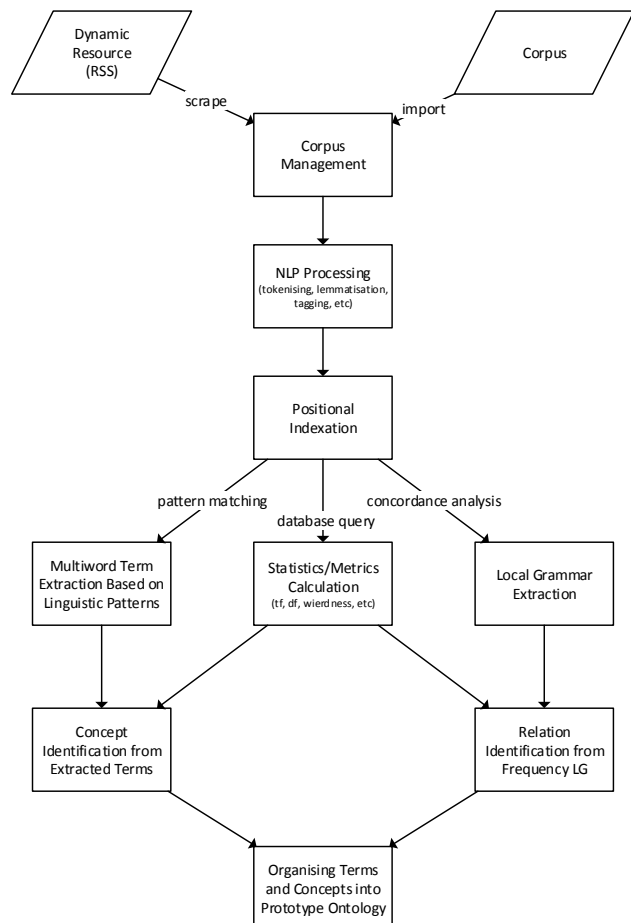 Dynamic
Resource
(RSS)
Corpus
scrape
import
Corpus
Management
NLP Processing
(tokenising, lemmatisation,
tagging, etc)
Positional
Indexation
pattern matching
concordance analysis
database query
Multiword Term
Extraction Based on
Linguistic Patterns
Statistics/Metrics
Calculation
(tf, df, wierdness, etc)
Local Grammar
Extraction
Concept
Identification from
Extracted Terms
Relation
Identification from
Frequency LG
Organising Terms
and Concepts into
Prototype Ontology